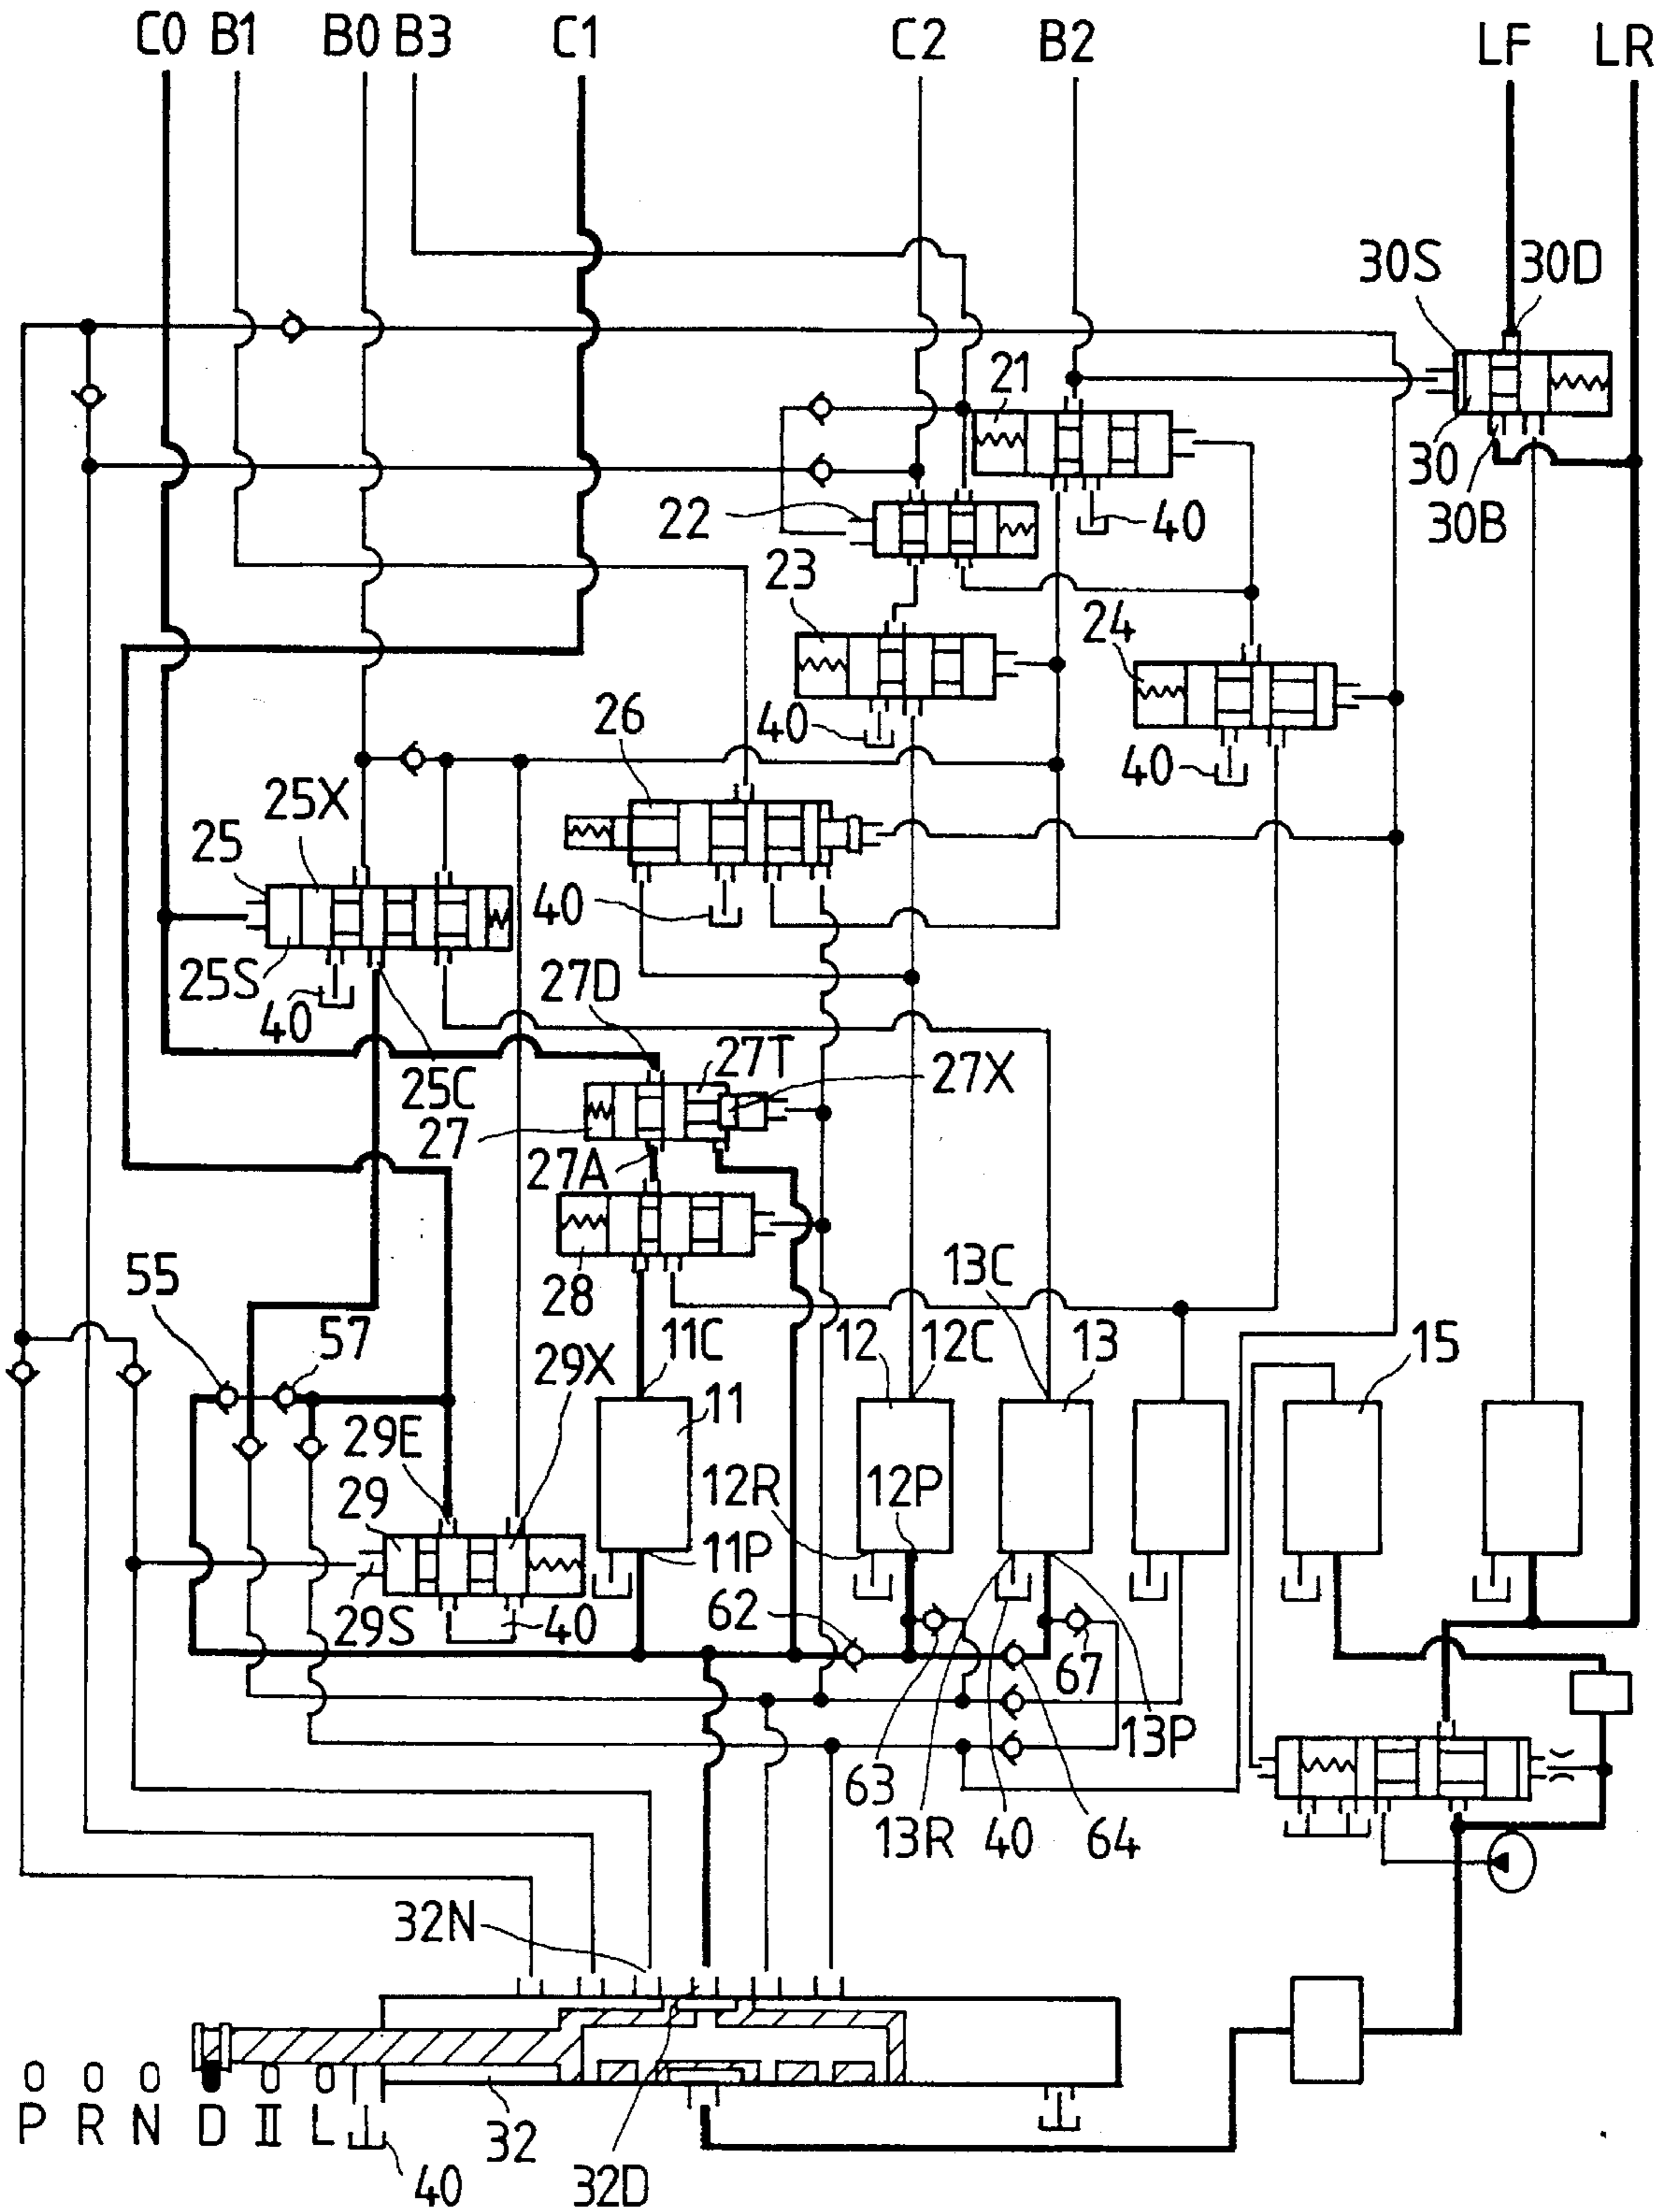 C0 B1 B0 B3 C1 C2 B2 LF LR
30S 30D
21
22 40 30
30B
23
24
26 40
40
25X
25
40
25S 27D
40
27T 27X
25C
27
27A
55 28 13C
57 11C 12 12C 13 15
29X
11
29E
12R 12P
29
11P
29S 40 62
67
13P
63
13R 40 64
32N
P R N D II L 32
40 32D